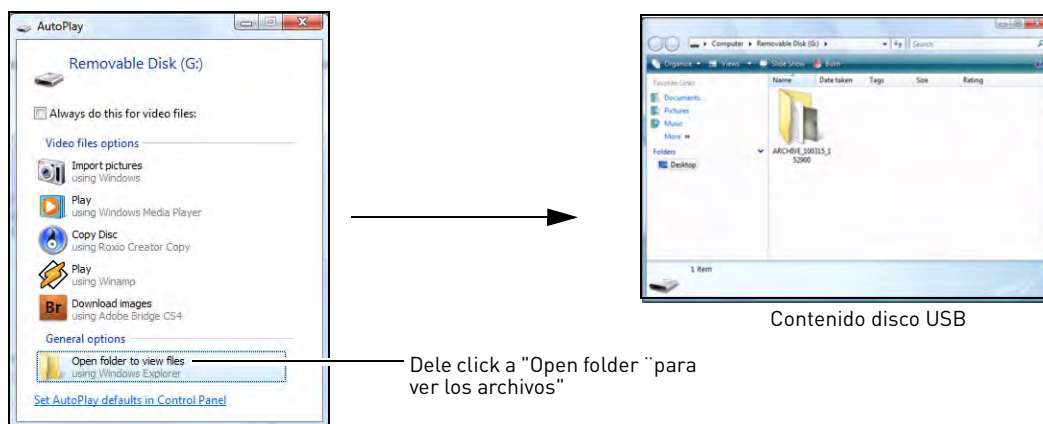 AutoPlay
Removable Disk (G:)
Always do this for video files:
Video files options
Import pictures
using Windows
Play
using Windows Media Player
Copy Disc
using Roxio Creator Copy
Play
using Winamp
Br
Download images
using Adobe Bridge CS4
General options
Open folder to view files
using Windows Explorer
Set AutoPlay defaults in Control Panel
Computer ▸ Removable Disk (G:) ▸
Search
Organize
Views
Slide Show
Burn
Favorite Links
Documents
Pictures
Music
More »
Folders
Desktop
Name
Date taken
Tags
Size
Rating
ARCHIVE_100315_1
52900
1 item
Contenido disco USB
Dele click a "Open folder ¨para
ver los archivos"